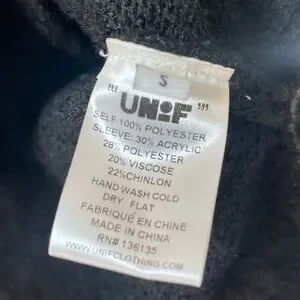 S
"UNIF"
SELF 100% POLYESTER
SLEEVE: 30% ACRYLIC
28% POLYESTER
20% VISCOSE
22%CHINLON
HAND WASH COLD
DRY FLAT
FABRIQUÉ EN CHINE
MADE IN CHINA
RN# 136135
WWW.UNIFCLOTHING.COM